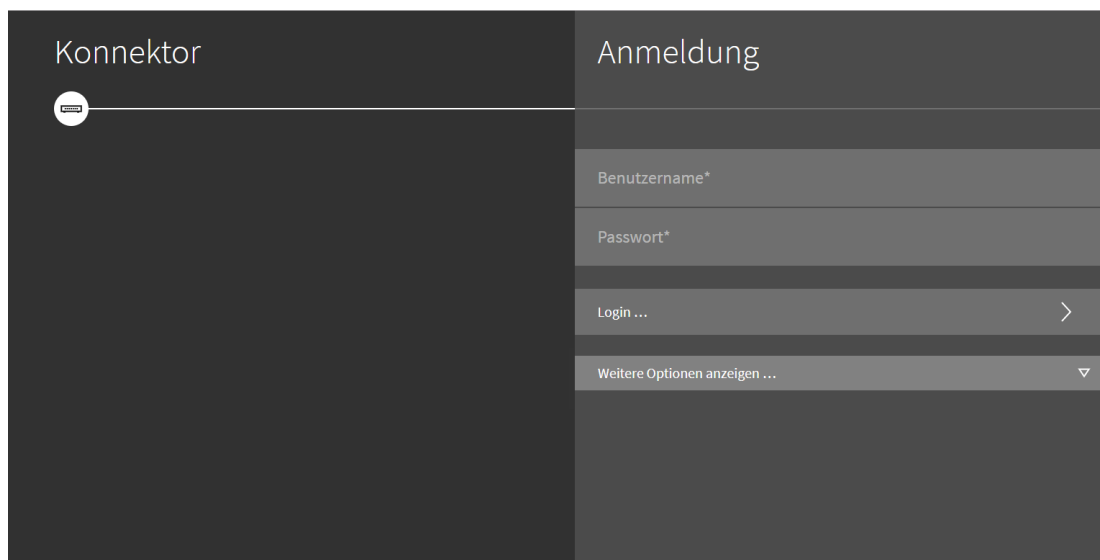 Konnektor
Anmeldung
Benutzername*
Passwort*
Login ...
Weitere Optionen anzeigen ...